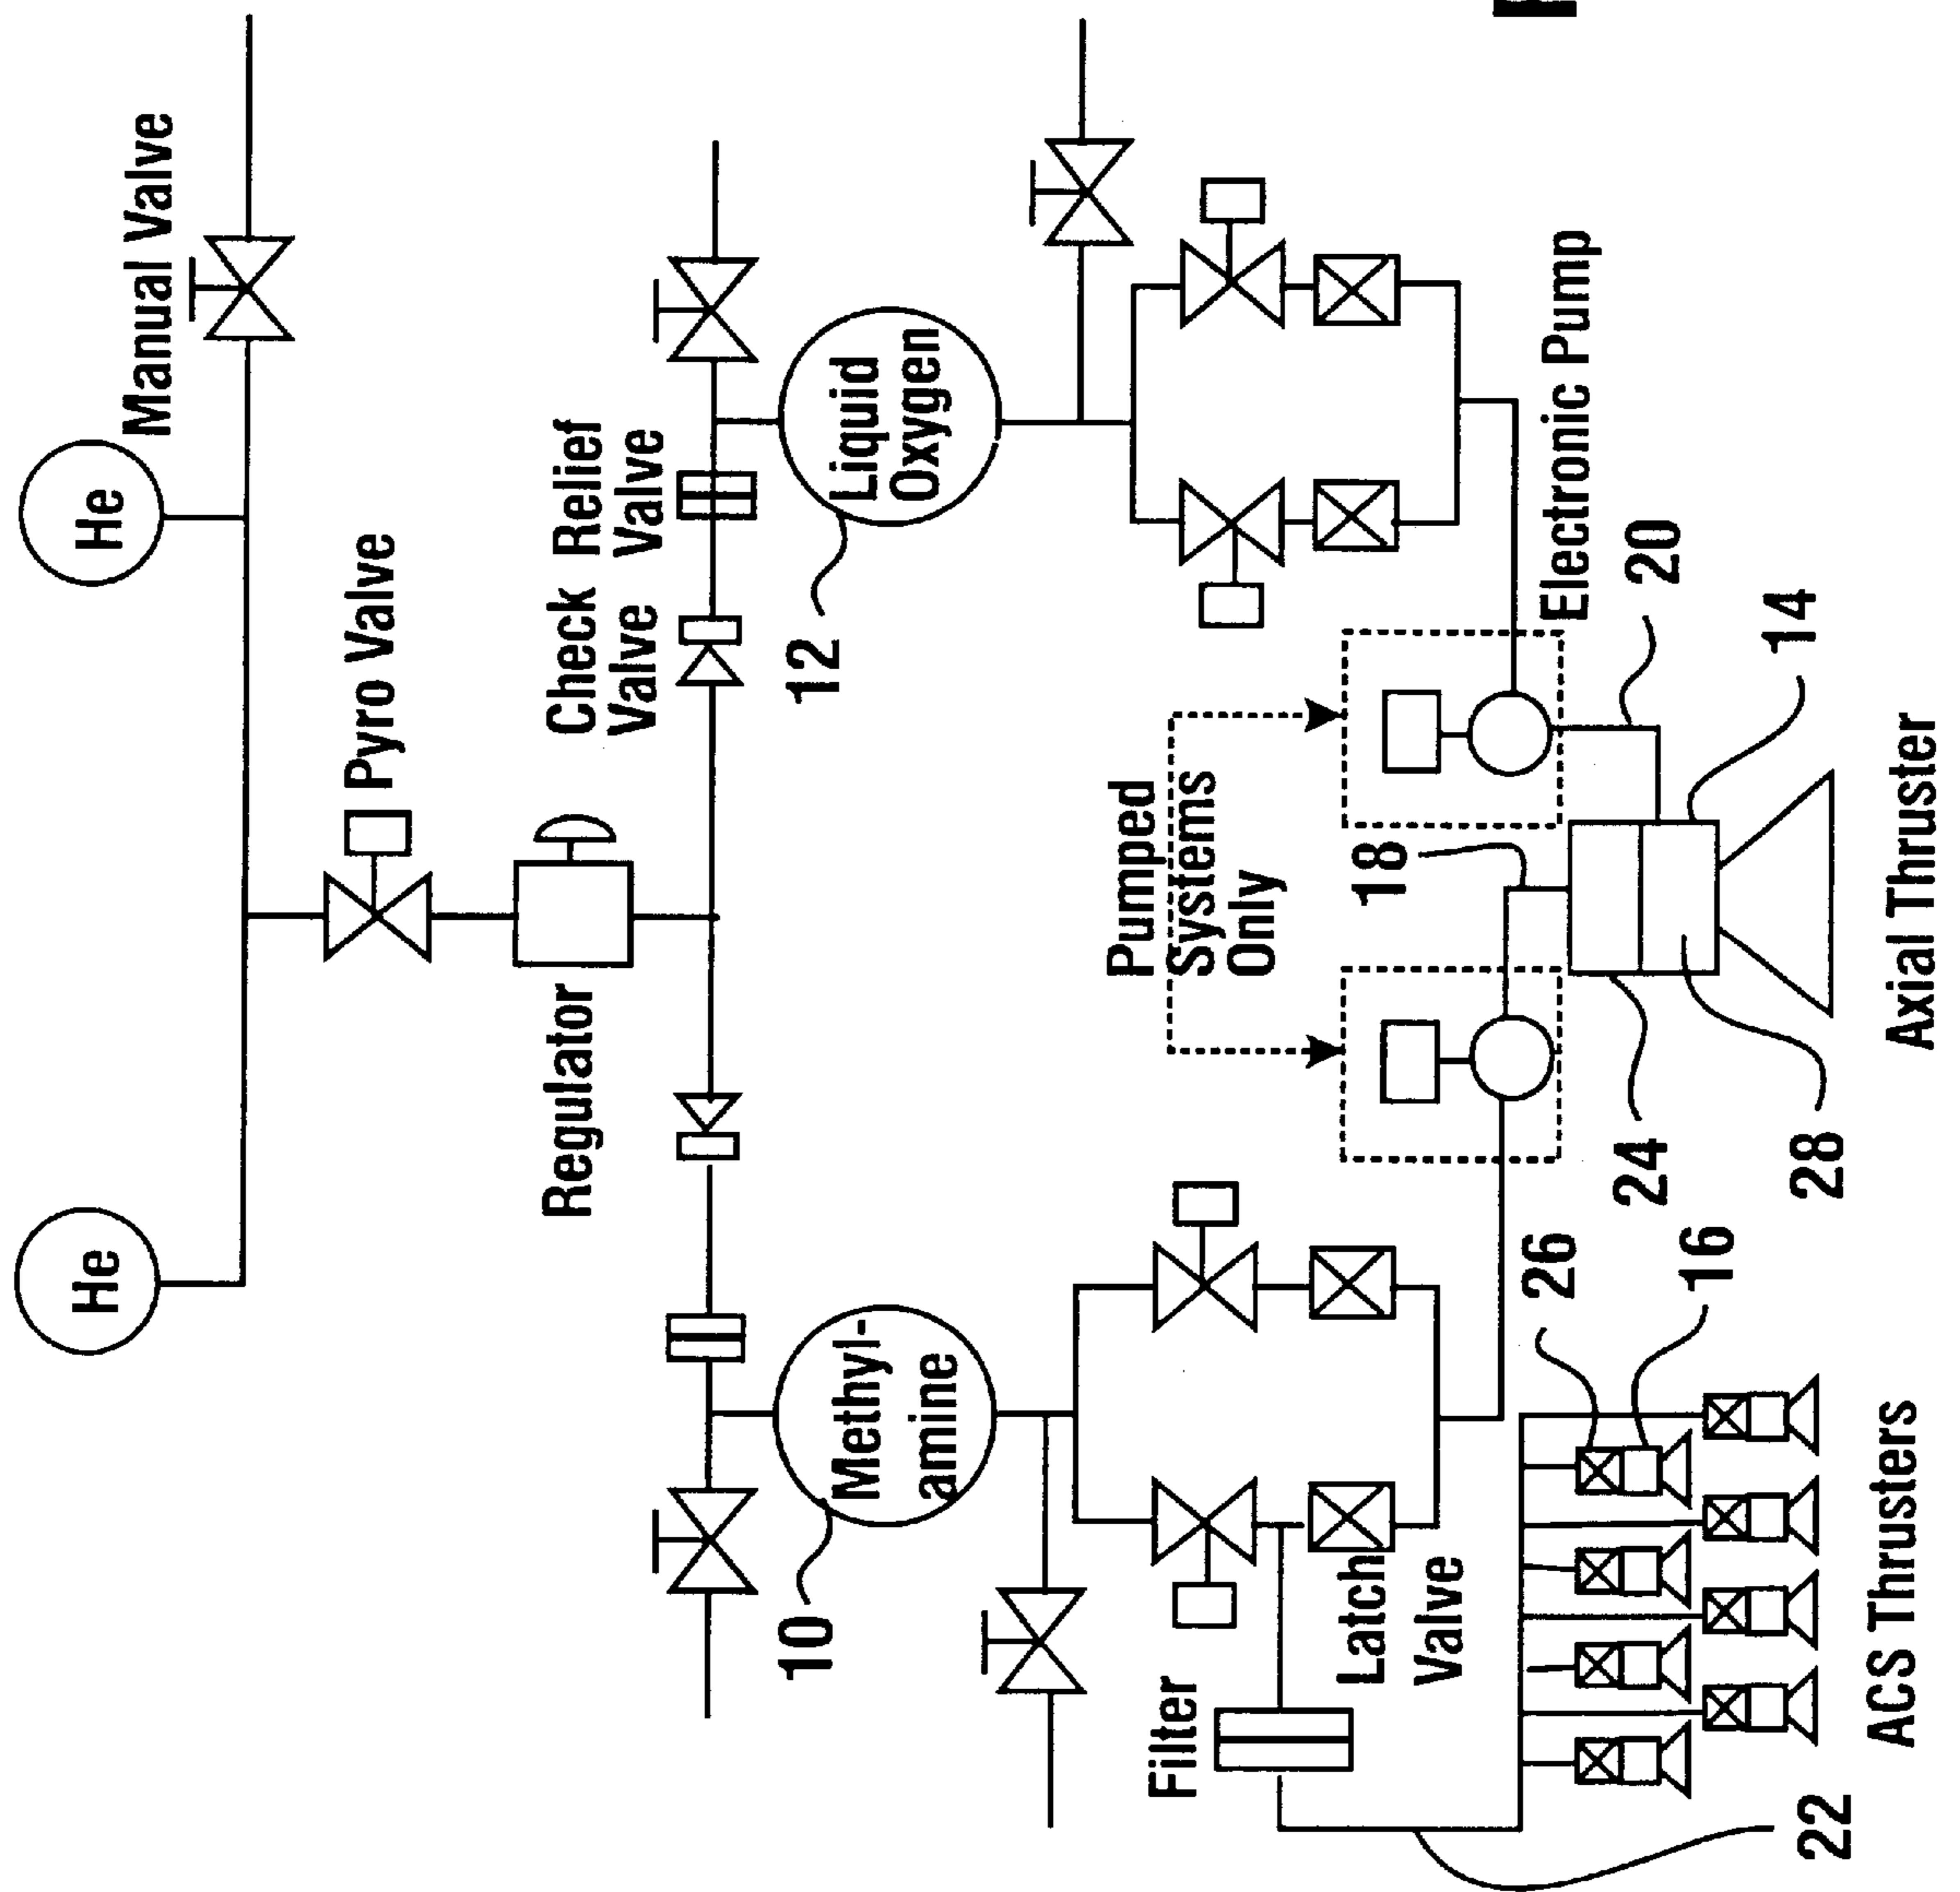 He
He
Manual Valve
Pyro Valve
Regulator
Check Relief
Valve Valve
10
Methyl-
amine
12
Liquid
Oxygen
Pumped
Systems
Only
Filter
Latch
Valve
18
Electronic Pump
26
24
20
16
14
22
28
ACS Thrusters
Axial Thruster